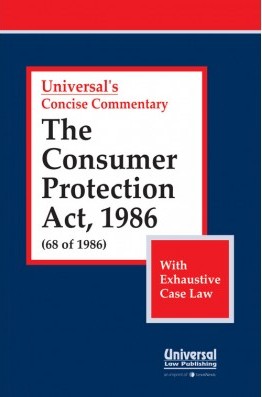 Universal's
Concise Commentary
The
Consumer
Protection
Act, 1986
(68 of 1986)
With
Exhaustive
Case Law
Universal
Law Publishing